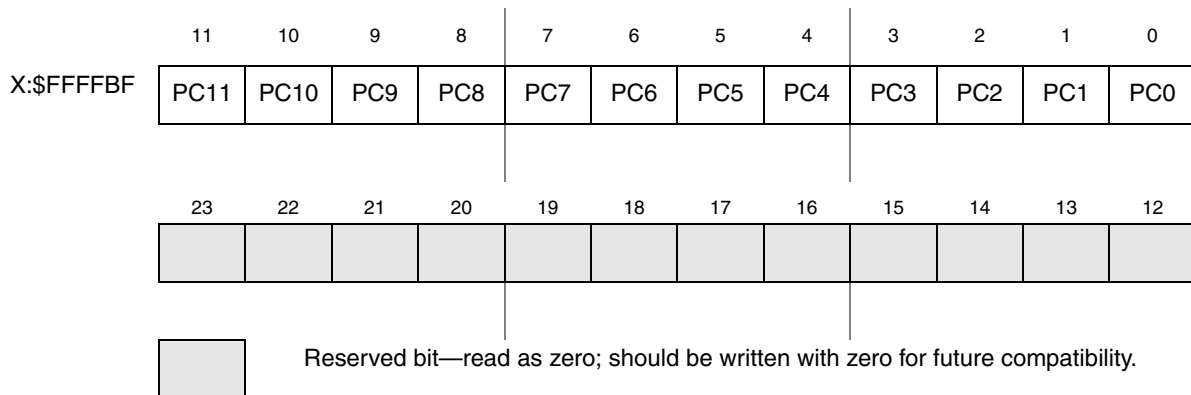 11 10 9 8 7 6 5 4 3 2 1 0
X:$FFFFBF PC11 PC10 PC9 PC8 PC7 PC6 PC5 PC4 PC3 PC2 PC1 PC0
23 22 21 20 19 18 17 16 15 14 13 12
Reserved bit—read as zero; should be written with zero for future compatibility.